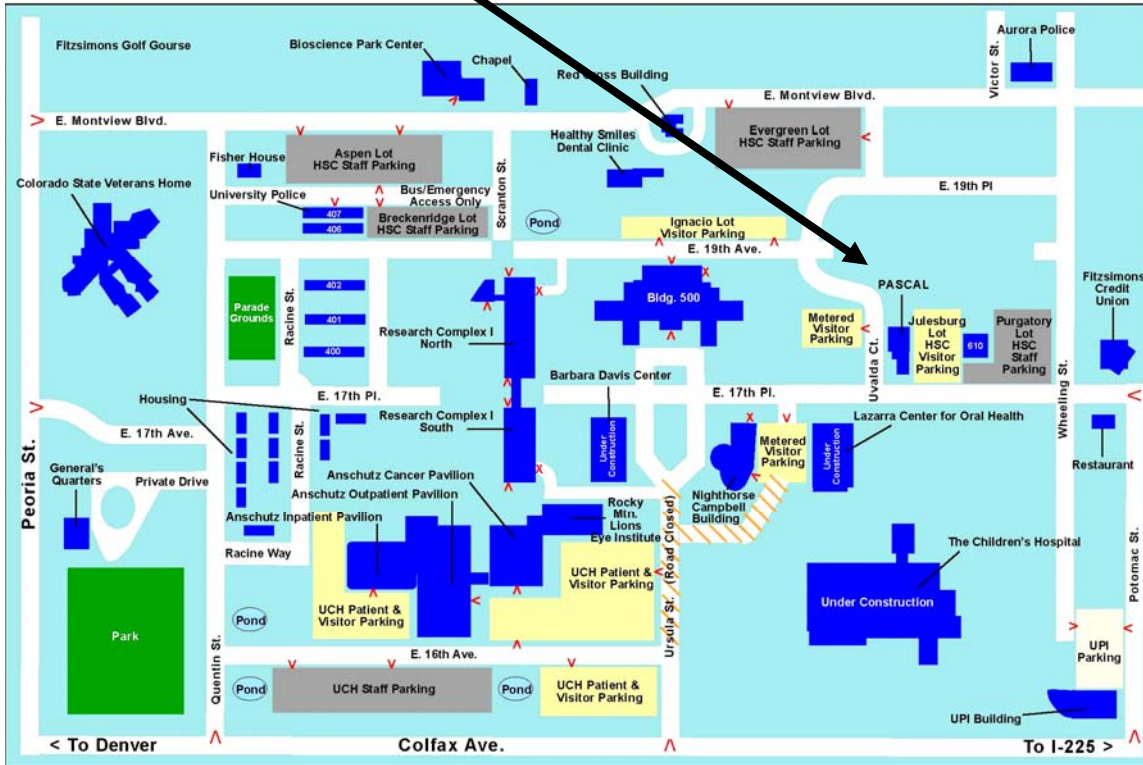 Fitzsimons Golf Gourse
Bioscience Park Center
Chapel
Red Cross Building
Victor St.
Aurora Police
E. Montview Blvd.
E. Montview Blvd.
Fisher House
Aspen Lot
HSC Staff Parking
Healthy Smiles
Dental Clinic
Evergreen Lot
HSC Staff Parking
Colorado State Veterans Home
University Police
Bus/Emergency
Access Only
Scranton St.
E. 19th Pl
407
406
Breckenridge Lot
HSC Staff Parking
Pond
Ignacio Lot
Visitor Parking
E. 19th Ave.
402
401
400
Parade
Grounds
Racine St.
Research Complex I
North
Bldg. 500
Metered
Visitor
Parking
Uvalda Ct.
PASCAL
Julesburg
Lot
HSC
Visitor
Parking
610
Purgatory
Lot
HSC
Staff
Parking
Wheeling St.
Fitzsimons
Credit
Union
Housing
E. 17th Pl.
Barbara Davis Center
E. 17th Pl.
Peoria St.
E. 17th Ave.
Racine St.
Research Complex I
South
Under
Construction
Metered
Visitor
Parking
Lazarra Center for Oral Health
Under
Construction
Restaurant
General's
Quarters
Private Drive
Anschutz Cancer Pavilion
Anschutz Outpatient Pavilion
Anschutz Inpatient Pavilion
Rocky
Mtn.
Lions
Eye Institute
Nighthorse
Campbell
Building
Racine Way
The Children's Hospital
Under Construction
Potomac St.
Park
Pond
UCH Patient &
Visitor Parking
UCH Patient &
Visitor Parking
Ursula St.
(Road Closed)
UPI
Parking
Quentin St.
E. 16th Ave.
Pond
UCH Staff Parking
Pond
UCH Patient &
Visitor Parking
UPI Building
< To Denver
Colfax Ave.
To I-225 >